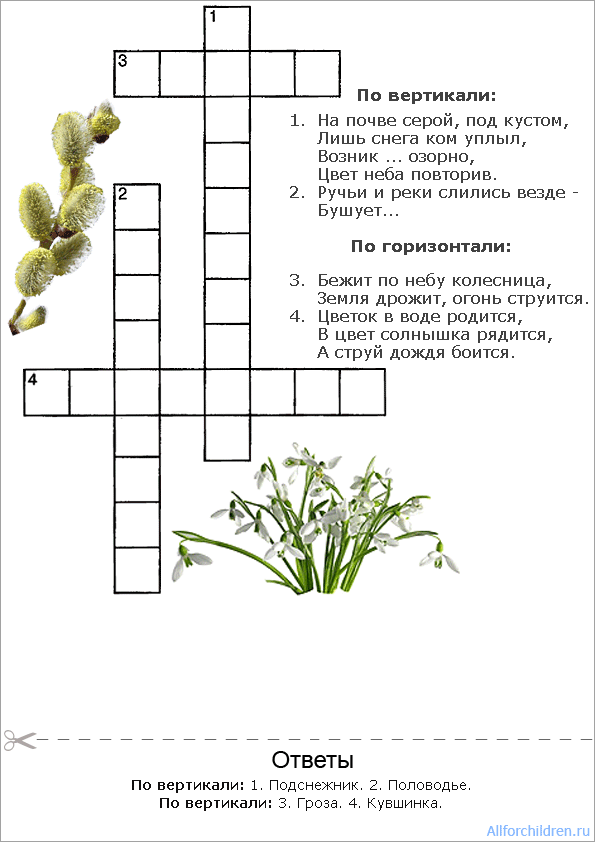 1
3
2
4
По вертикали:
1. На почве серой, под кустом,
Лишь снега ком уплыл,
Возник ... озорно,
Цвет неба повторив.
2. Ручьи и реки слились везде -
Бушует...
По горизонтали:
3. Бежит по небу колесница,
Земля дрожит, огонь струится.
4. Цветок в воде родится,
В цвет солнышка рядится,
А струй дождя боится.
Ответы
По вертикали: 1. Подснежник. 2. Половодье.
По вертикали: 3. Гроза. 4. Кувшинка.
Allforchildren.ru